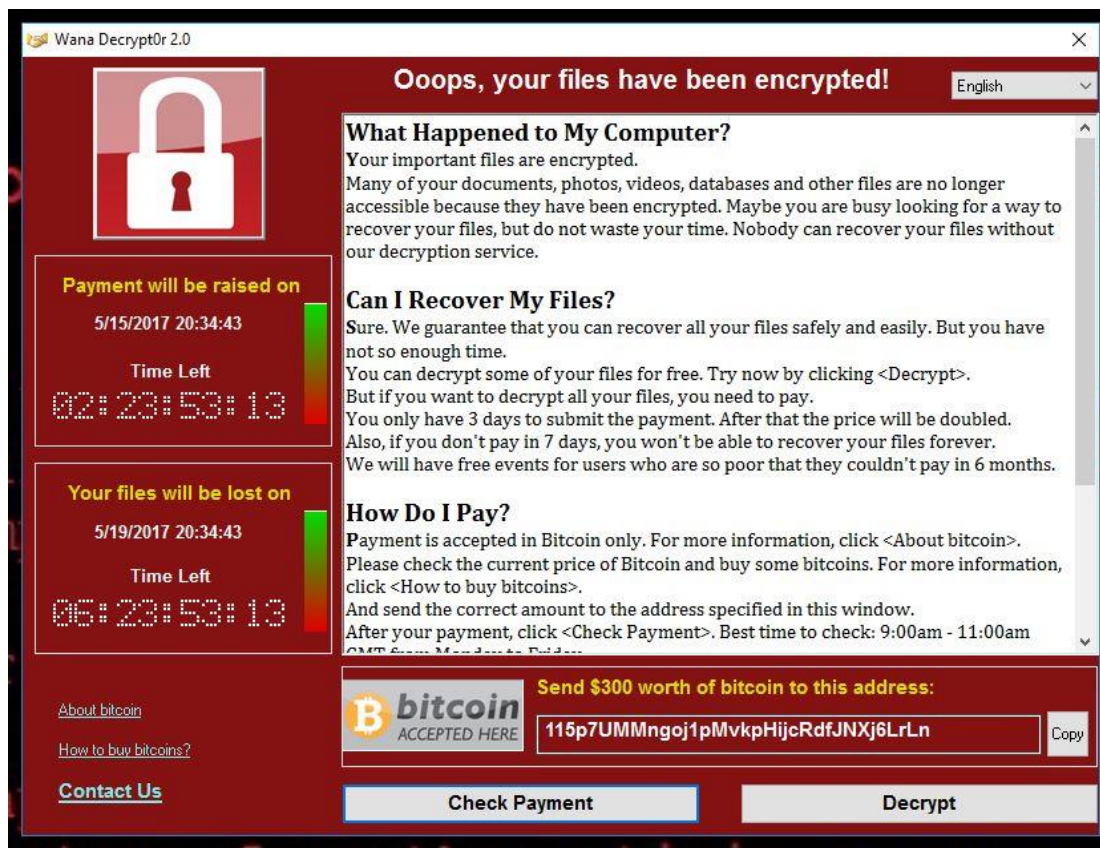 Wana Decrypt0r 2.0
Ooops, your files have been encrypted!
English
What Happened to My Computer?
Your important files are encrypted.
Many of your documents, photos, videos, databases and other files are no longer
accessible because they have been encrypted. Maybe you are busy looking for a way to
recover your files, but do not waste your time. Nobody can recover your files without
our decryption service.
Can I Recover My Files?
Sure. We guarantee that you can recover all your files safely and easily. But you have
not so enough time.
You can decrypt some of your files for free. Try now by clicking <Decrypt>.
But if you want to decrypt all your files, you need to pay.
You only have 3 days to submit the payment. After that the price will be doubled.
Also, if you don't pay in 7 days, you won't be able to recover your files forever.
We will have free events for users who are so poor that they couldn't pay in 6 months.
How Do I Pay?
Payment is accepted in Bitcoin only. For more information, click <About bitcoin>.
Please check the current price of Bitcoin and buy some bitcoins. For more information,
click <How to buy bitcoins>.
And send the correct amount to the address specified in this window.
After your payment, click <Check Payment>. Best time to check: 9:00am - 11:00am
GMT from Monday to Friday.
Payment will be raised on
5/15/2017 20:34:43
Time Left
02:23:53:13
Your files will be lost on
5/19/2017 20:34:43
Time Left
06:23:53:13
About bitcoin
How to buy bitcoins?
Contact Us
bitcoin
ACCEPTED HERE
Send $300 worth of bitcoin to this address:
115p7UMMngoj1pMvkpHijcRdfJNXj6LrLn
Copy
Check Payment
Decrypt